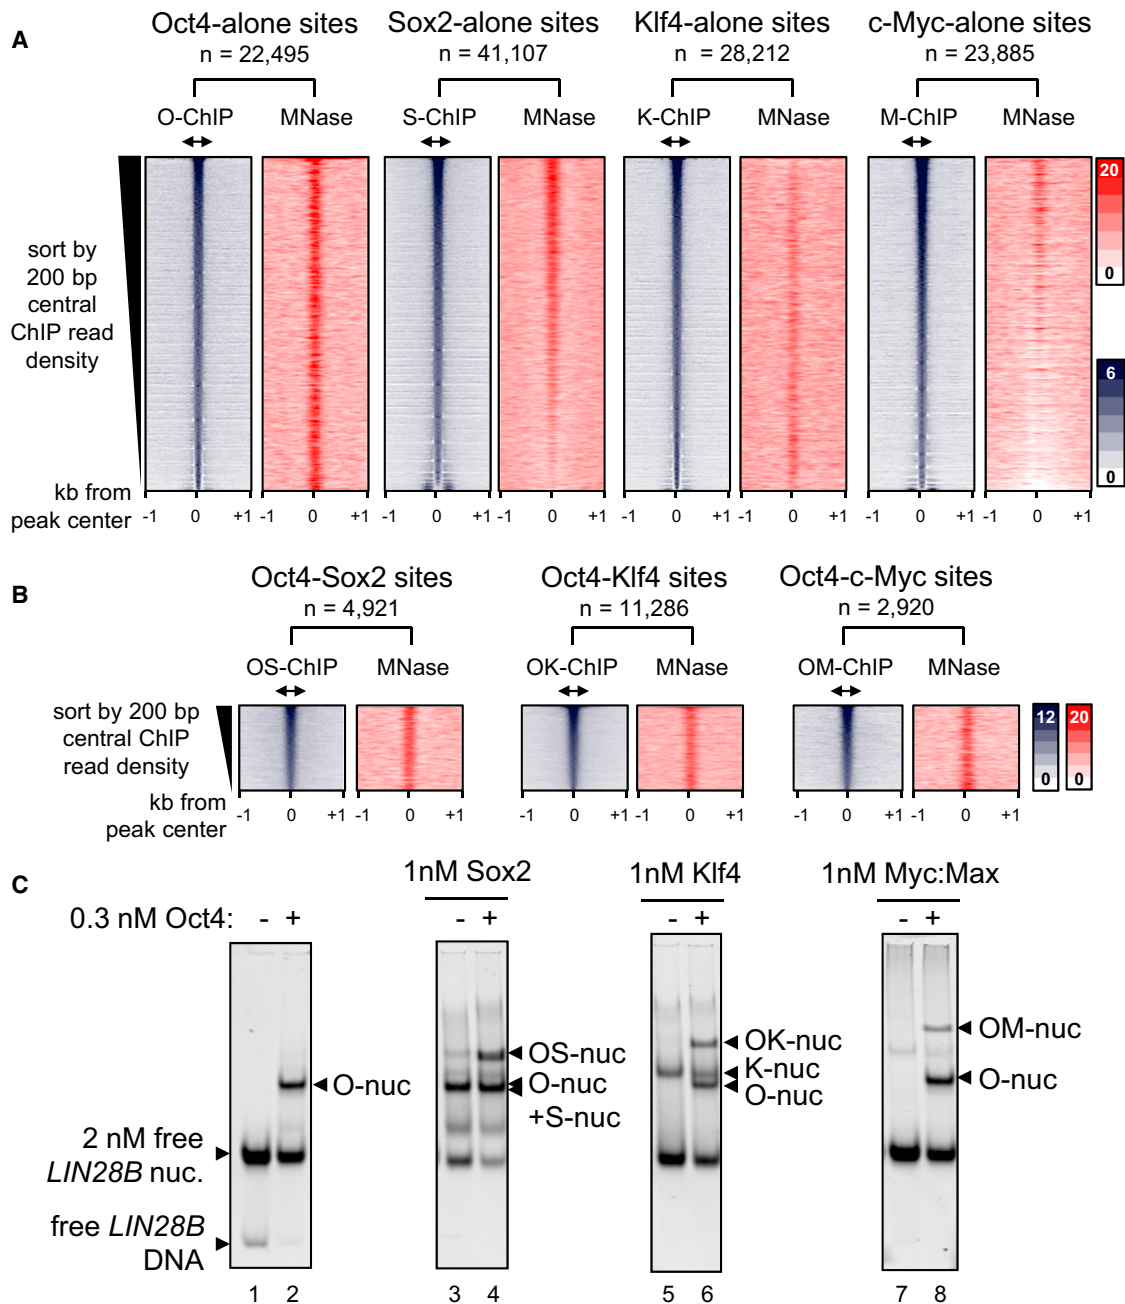 A
Oct4-alone sites Sox2-alone sites Klf4-alone sites c-Myc-alone sites
n = 22,495 n = 41,107 n = 28,212 n = 23,885
O-ChIP MNase S-ChIP MNase K-ChIP MNase M-ChIP MNase
sort by
200 bp
central
ChIP read
density
20
0
6
0
kb from
peak center
-1 0 +1 -1 0 +1 -1 0 +1 -1 0 +1 -1 0 +1 -1 0 +1 -1 0 +1 -1 0 +1
B
Oct4-Sox2 sites Oct4-Klf4 sites Oct4-c-Myc sites
n = 4,921 n = 11,286 n = 2,920
OS-ChIP MNase OK-ChIP MNase OM-ChIP MNase
sort by 200 bp
central ChIP
read density
12 20
0 0
kb from
peak center
-1 0 +1 -1 0 +1 -1 0 +1 -1 0 +1 -1 0 +1 -1 0 +1
C
1nM Sox2 1nM Klf4 1nM Myc:Max
0.3 nM Oct4: - + - + - + - +
O-nuc
OS-nuc
O-nuc
+S-nuc
OK-nuc
K-nuc
O-nuc
OM-nuc
O-nuc
2 nM free
LIN28B nuc.
free LIN28B
DNA
1 2 3 4 5 6 7 8